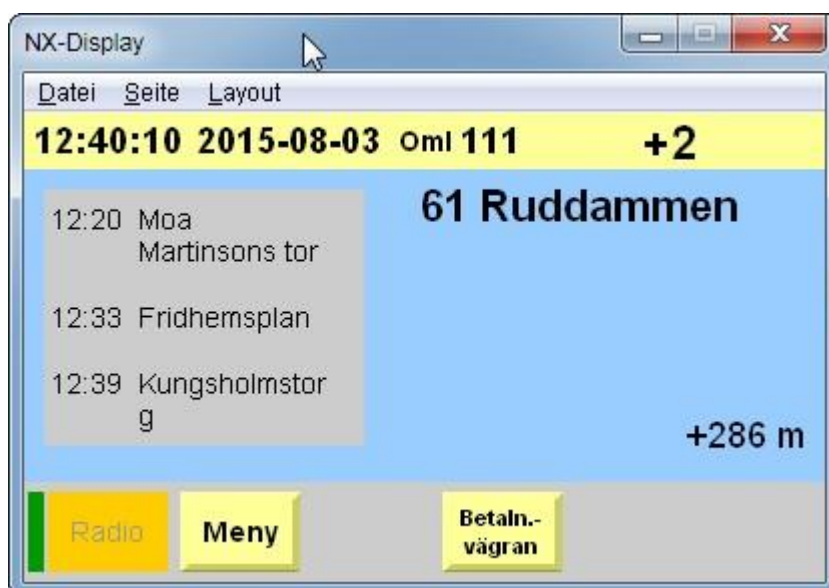 NX-Display
Datei Seite Layout
12:40:10 2015-08-03 Oml 111 +2
61 Ruddammen
12:20 Moa
Martinsons tor
12:33 Fridhemsplan
12:39 Kungsholmstor
g
+286 m
Radio Meny Betaln.-
vägran